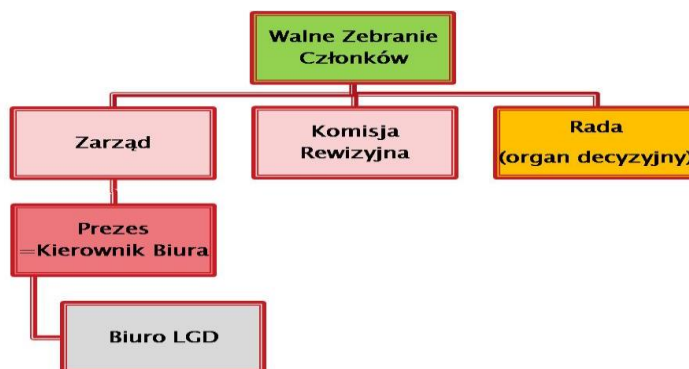 Walne Zebranie
Członków
Zarząd
Komisja
Rewizyjna
Rada
(organ decyzyjny)
Prezes
=Kierownik Biura
Biuro LGD